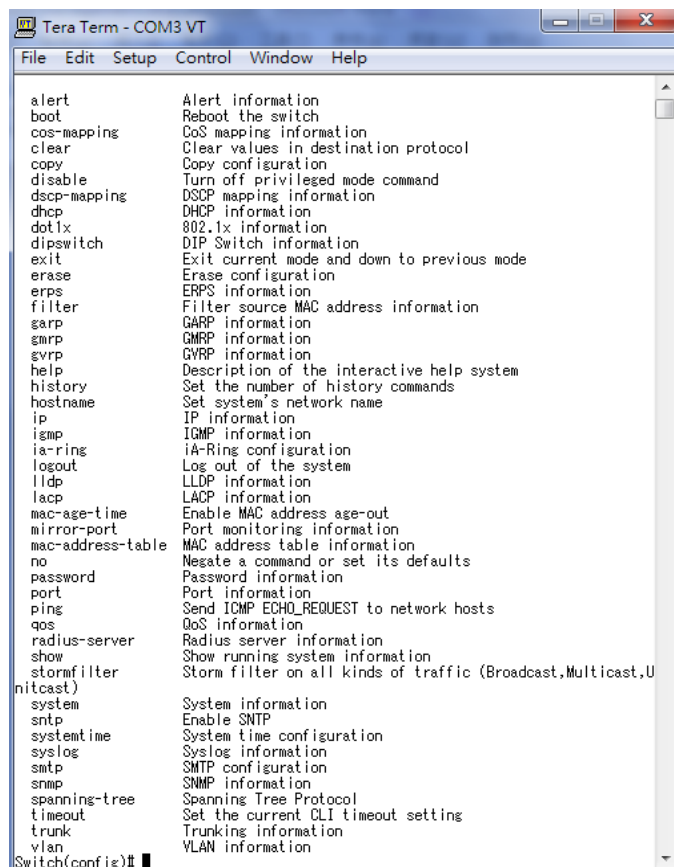 Tera Term - COM3 VT
File Edit Setup Control Window Help
alert Alert information
boot Reboot the switch
cos-mapping CoS mapping information
clear Clear values in destination protocol
copy Copy configuration
disable Turn off privileged mode command
dscp-mapping DSCP mapping information
dhcp DHCP information
dot1x 802.1x information
dipswitch DIP Switch information
exit Exit current mode and down to previous mode
erase Erase configuration
erps ERPS information
filter Filter source MAC address information
garp GARP information
gmrp GMRP information
gvrp GVRP information
help Description of the interactive help system
history Set the number of history commands
hostname Set system's network name
ip IP information
igmp IGMP information
ia-ring iA-Ring configuration
logout Log out of the system
lldp LLDP information
lacp LACP information
mac-age-time Enable MAC address age-out
mirror-port Port monitoring information
mac-address-table MAC address table information
no Negate a command or set its defaults
password Password information
port Port information
ping Send ICMP ECHO_REQUEST to network hosts
qos QoS information
radius-server Radius server information
show Show running system information
stormfilter Storm filter on all kinds of traffic (Broadcast,Multicast,U
nitcast)
system System information
sntp Enable SNTP
systemtime System time configuration
syslog Syslog information
smtp SMTP configuration
snmp SNMP information
spanning-tree Spanning Tree Protocol
timeout Set the current CLI timeout setting
trunk Trunking information
vlan VLAN information
Switch(config)#